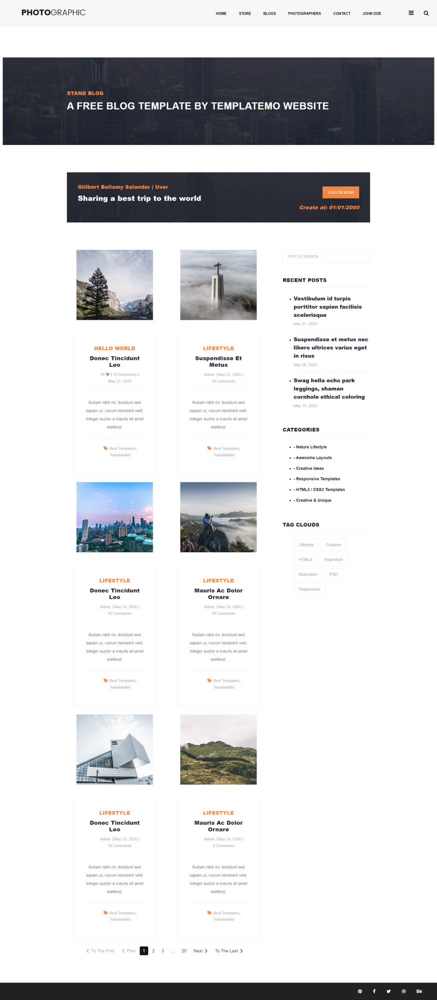 PHOTOGRAPHIC
HOME STORE BLOGS PHOTOGRAPHERS CONTACT JOHN DOE
STAND BLOG
A FREE BLOG TEMPLATE BY TEMPLATEMO WEBSITE
Gliibert Bellamy Salander | User
Sharing a best trip to the world
FOLLOW NOW!
Create at: 01/01/2000
HELLO WORLD
Donec Tincidunt
Leo
26 | 12 Comments |
May 31, 2020
Nullam nibh mi, tincidunt sed
sapien ut, rutrum hendrerit velit.
Integer auctor a mauris sit amet
eleifend.
Best Templates,
TemplateMo
LIFESTYLE
Suspendisse Et
Metus
Admin | May 22, 2020 |
26 Comments
Nullam nibh mi, tincidunt sed
sapien ut, rutrum hendrerit velit.
Integer auctor a mauris sit amet
eleifend.
Best Templates,
TemplateMo
LIFESTYLE
Donec Tincidunt
Leo
Admin | May 18, 2020 |
42 Comments
Nullam nibh mi, tincidunt sed
sapien ut, rutrum hendrerit velit.
Integer auctor a mauris sit amet
eleifend.
Best Templates,
TemplateMo
LIFESTYLE
Mauris Ac Dolor
Ornare
Admin | May 16, 2020 |
28 Comments
Nullam nibh mi, tincidunt sed
sapien ut, rutrum hendrerit velit.
Integer auctor a mauris sit amet
eleifend.
Best Templates,
TemplateMo
LIFESTYLE
Donec Tincidunt
Leo
Admin | May 12, 2020 |
16 Comments
Nullam nibh mi, tincidunt sed
sapien ut, rutrum hendrerit velit.
Integer auctor a mauris sit amet
eleifend.
Best Templates,
TemplateMo
LIFESTYLE
Mauris Ac Dolor
Ornare
Admin | May 10, 2020 |
3 Comments
Nullam nibh mi, tincidunt sed
sapien ut, rutrum hendrerit velit.
Integer auctor a mauris sit amet
eleifend.
Best Templates,
TemplateMo
To The First Prev 1 2 3 ... 20 Next To The Last
TYPE TO SEARCH...
RECENT POSTS
Vestibulum id turpis
porttitor sapien facilisis
scelerisque
May 31, 2020
Suspendisse et metus nec
libero ultrices varius eget
in risus
May 28, 2020
Swag hella echo park
leggings, shaman
cornhole ethical coloring
May 14, 2020
CATEGORIES
- Nature Lifestyle
- Awesome Layouts
- Creative Ideas
- Responsive Templates
- HTML5 / CSS3 Templates
- Creative & Unique
TAG CLOUDS
Lifestyle Creative
HTML5 Inspiration
Motivation PSD
Responsive